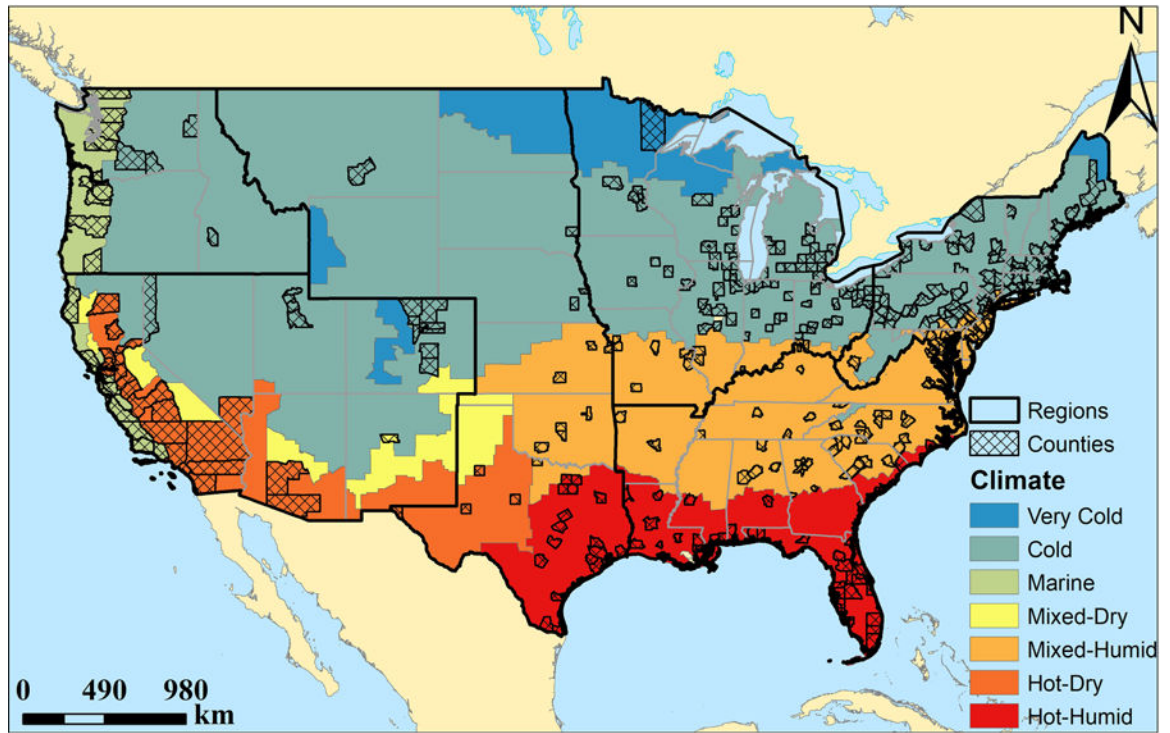 N
Regions
Counties
Climate
Very Cold
Cold
Marine
Mixed-Dry
Mixed-Humid
Hot-Dry
Hot-Humid
0 490 980
km